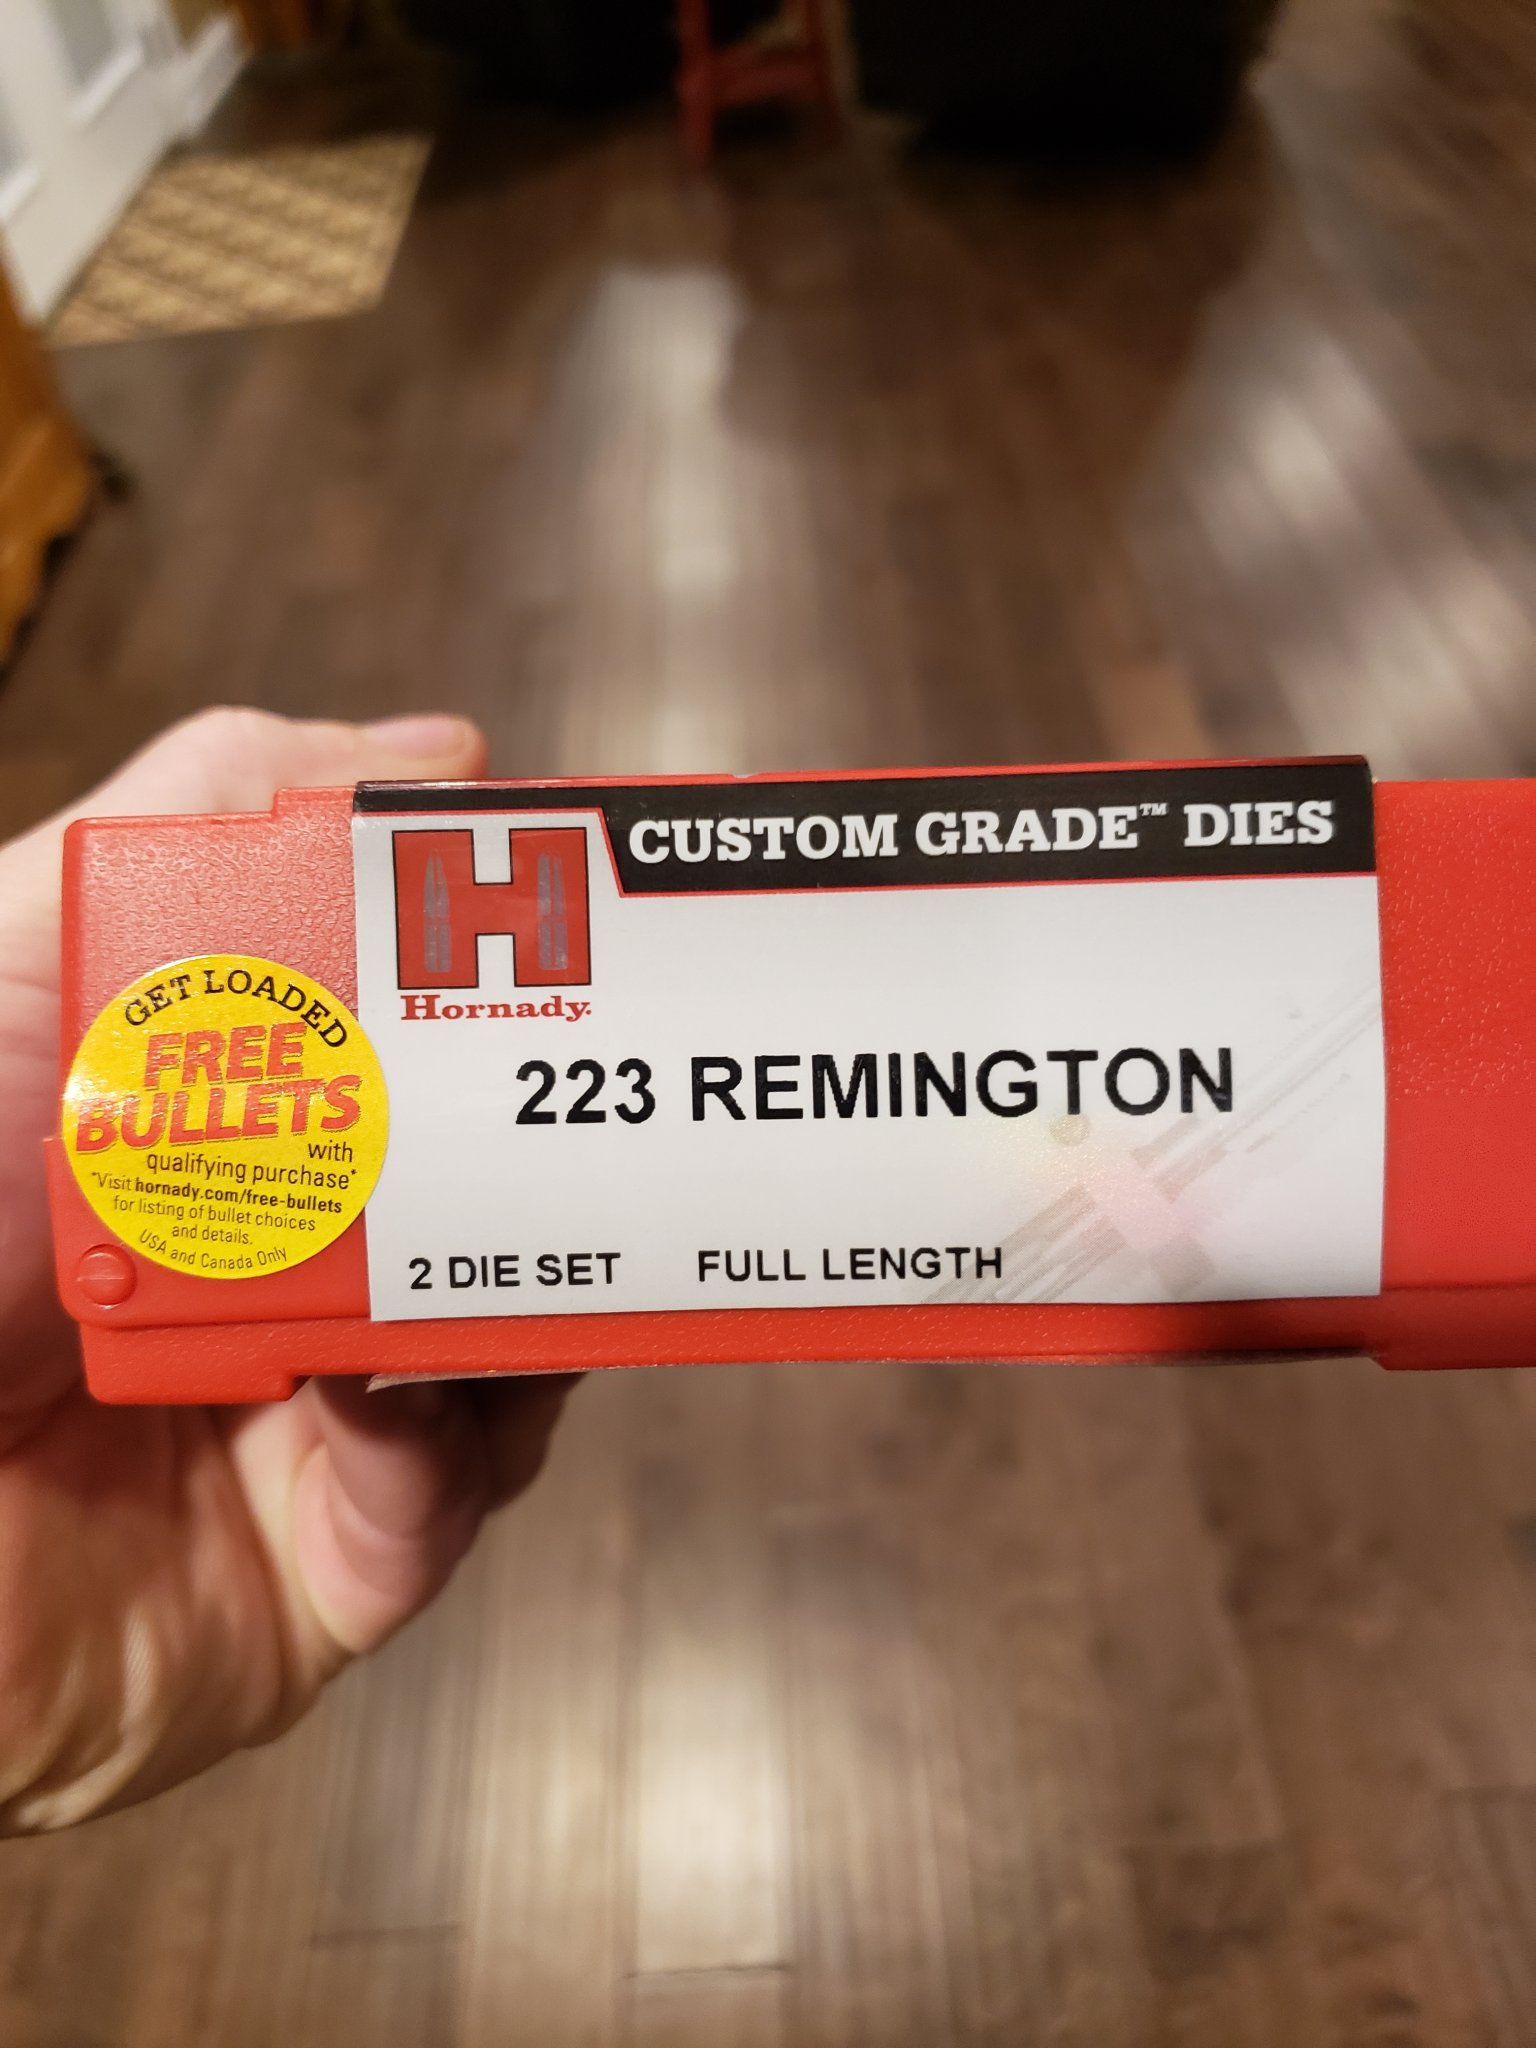 CUSTOM GRADE™ DIES
Hornady.
223 REMINGTON
2 DIE SET FULL LENGTH
GET LOADED
FREE
BULLETS
with
qualifying purchase*
*Visit hornady.com/free-bullets
for listing of bullet choices
and details.
USA and Canada Only